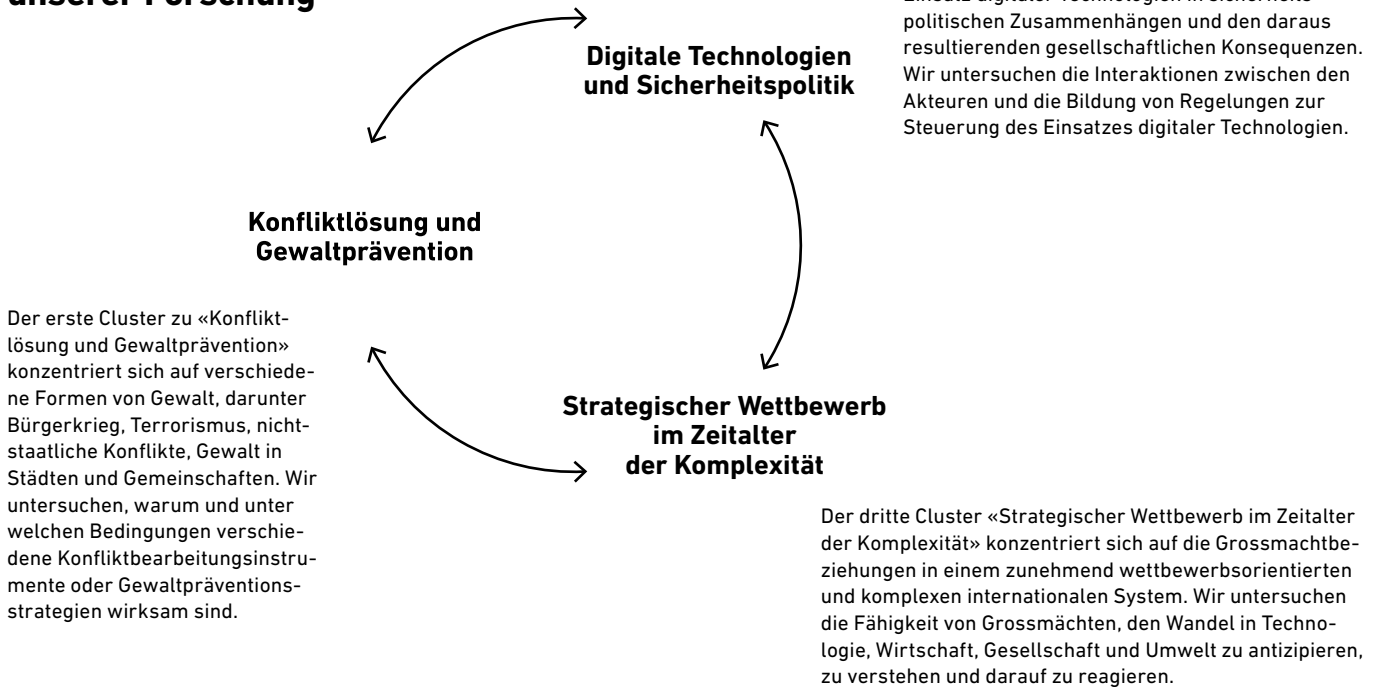 unserer Forschung
Einsatz digitaler Technologien in sicherheits-
politischen Zusammenhängen und den daraus
resultierenden gesellschaftlichen Konsequenzen.
Wir untersuchen die Interaktionen zwischen den
Akteuren und die Bildung von Regelungen zur
Steuerung des Einsatzes digitaler Technologien.
Digitale Technologien
und Sicherheitspolitik
Konfliktlösung und
Gewaltprävention
Der erste Cluster zu «Konflikt-
lösung und Gewaltprävention»
konzentriert sich auf verschiede-
ne Formen von Gewalt, darunter
Bürgerkrieg, Terrorismus, nicht-
staatliche Konflikte, Gewalt in
Städten und Gemeinschaften. Wir
untersuchen, warum und unter
welchen Bedingungen verschie-
dene Konfliktbearbeitungsinstru-
mente oder Gewaltpräventions-
strategien wirksam sind.
Strategischer Wettbewerb
im Zeitalter
der Komplexität
Der dritte Cluster «Strategischer Wettbewerb im Zeitalter
der Komplexität» konzentriert sich auf die Grossmachtbe-
ziehungen in einem zunehmend wettbewerbsorientierten
und komplexen internationalen System. Wir untersuchen
die Fähigkeit von Grossmächten, den Wandel in Techno-
logie, Wirtschaft, Gesellschaft und Umwelt zu antizipieren,
zu verstehen und darauf zu reagieren.